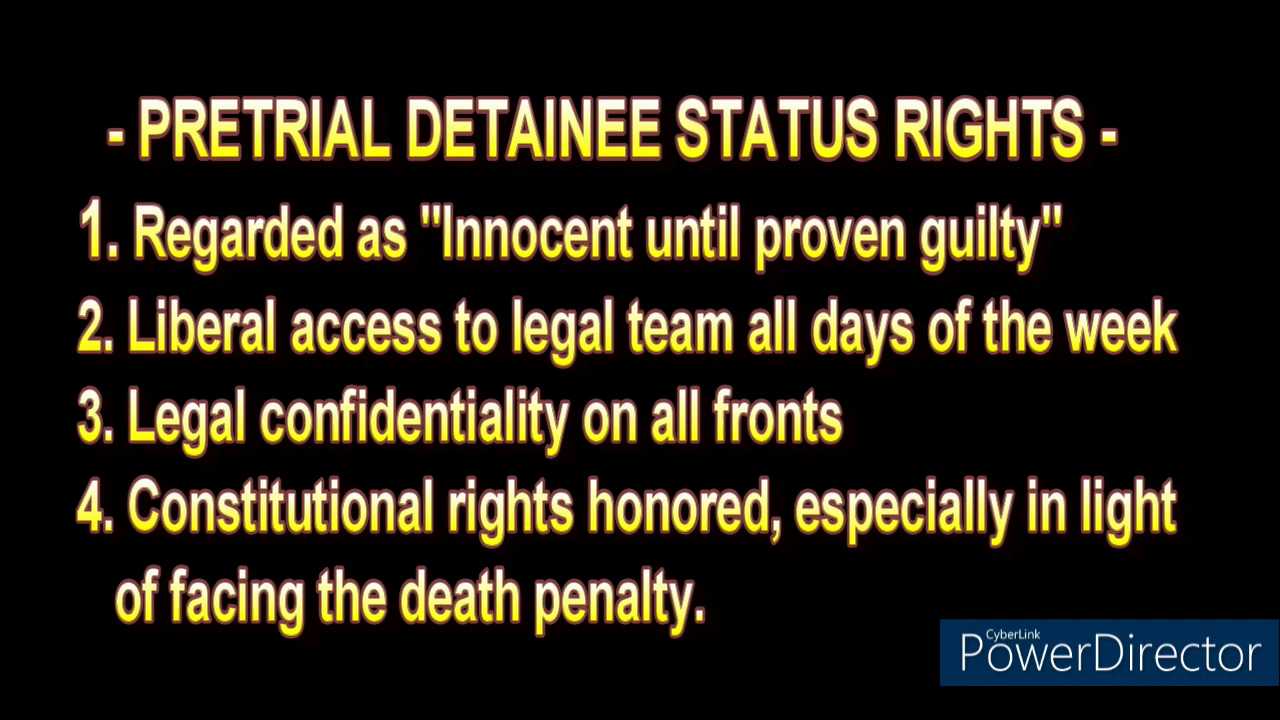 - PRETRIAL DETAINEE STATUS RIGHTS -
1. Regarded as "Innocent until proven guilty"
2. Liberal access to legal team all days of the week
3. Legal confidentiality on all fronts
4. Constitutional rights honored, especially in light
of facing the death penalty.
CyberLink
PowerDirector